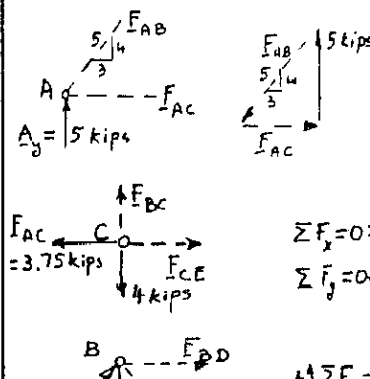 5 F_AB
4
3
A F_AC
A_y = 5 kips
F_AB 5 kips
5
4
3
F_AC
F_BC
F_AC C
= 3.75 kips F_CE
4 kips
ΣF_x = 0
ΣF_y = 0
B F_BD
ΣF